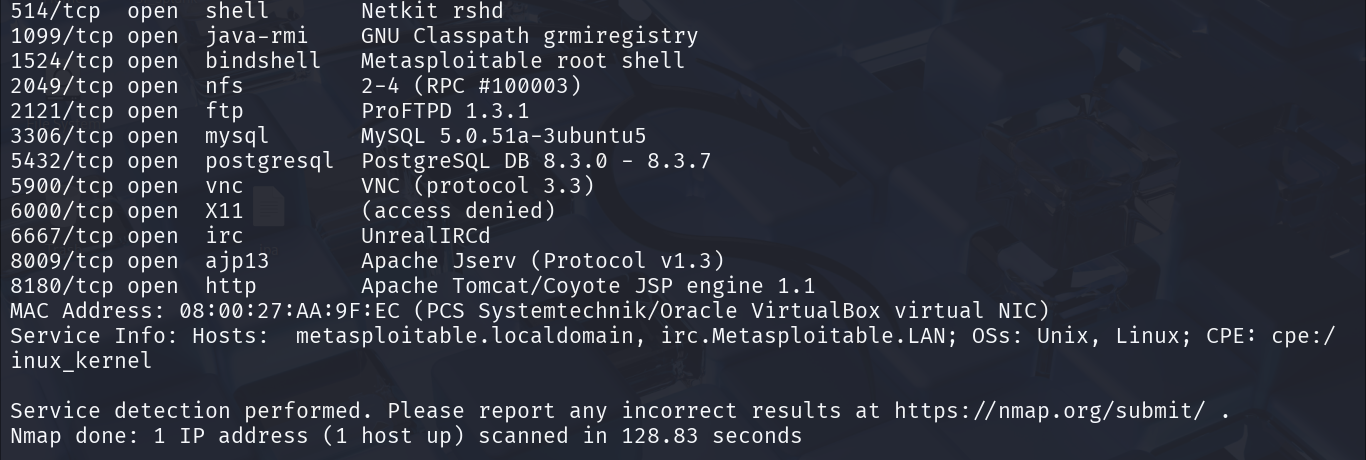 514/tcp  open  shell       Netkit rshd
1099/tcp open  java-rmi    GNU Classpath grmiregistry
1524/tcp open  bindshell   Metasploitable root shell
2049/tcp open  nfs         2-4 (RPC #100003)
2121/tcp open  ftp         ProFTPD 1.3.1
3306/tcp open  mysql       MySQL 5.0.51a-3ubuntu5
5432/tcp open  postgresql  PostgreSQL DB 8.3.0 - 8.3.7
5900/tcp open  vnc         VNC (protocol 3.3)
6000/tcp open  X11         (access denied)
6667/tcp open  irc         UnrealIRCd
8009/tcp open  ajp13       Apache Jserv (Protocol v1.3)
8180/tcp open  http        Apache Tomcat/Coyote JSP engine 1.1
MAC Address: 08:00:27:AA:9F:EC (PCS Systemtechnik/Oracle VirtualBox virtual NIC)
Service Info: Hosts:  metasploitable.localdomain, irc.Metasploitable.LAN; OSs: Unix, Linux; CPE: cpe:/
inux_kernel

Service detection performed. Please report any incorrect results at https://nmap.org/submit/ .
Nmap done: 1 IP address (1 host up) scanned in 128.83 seconds